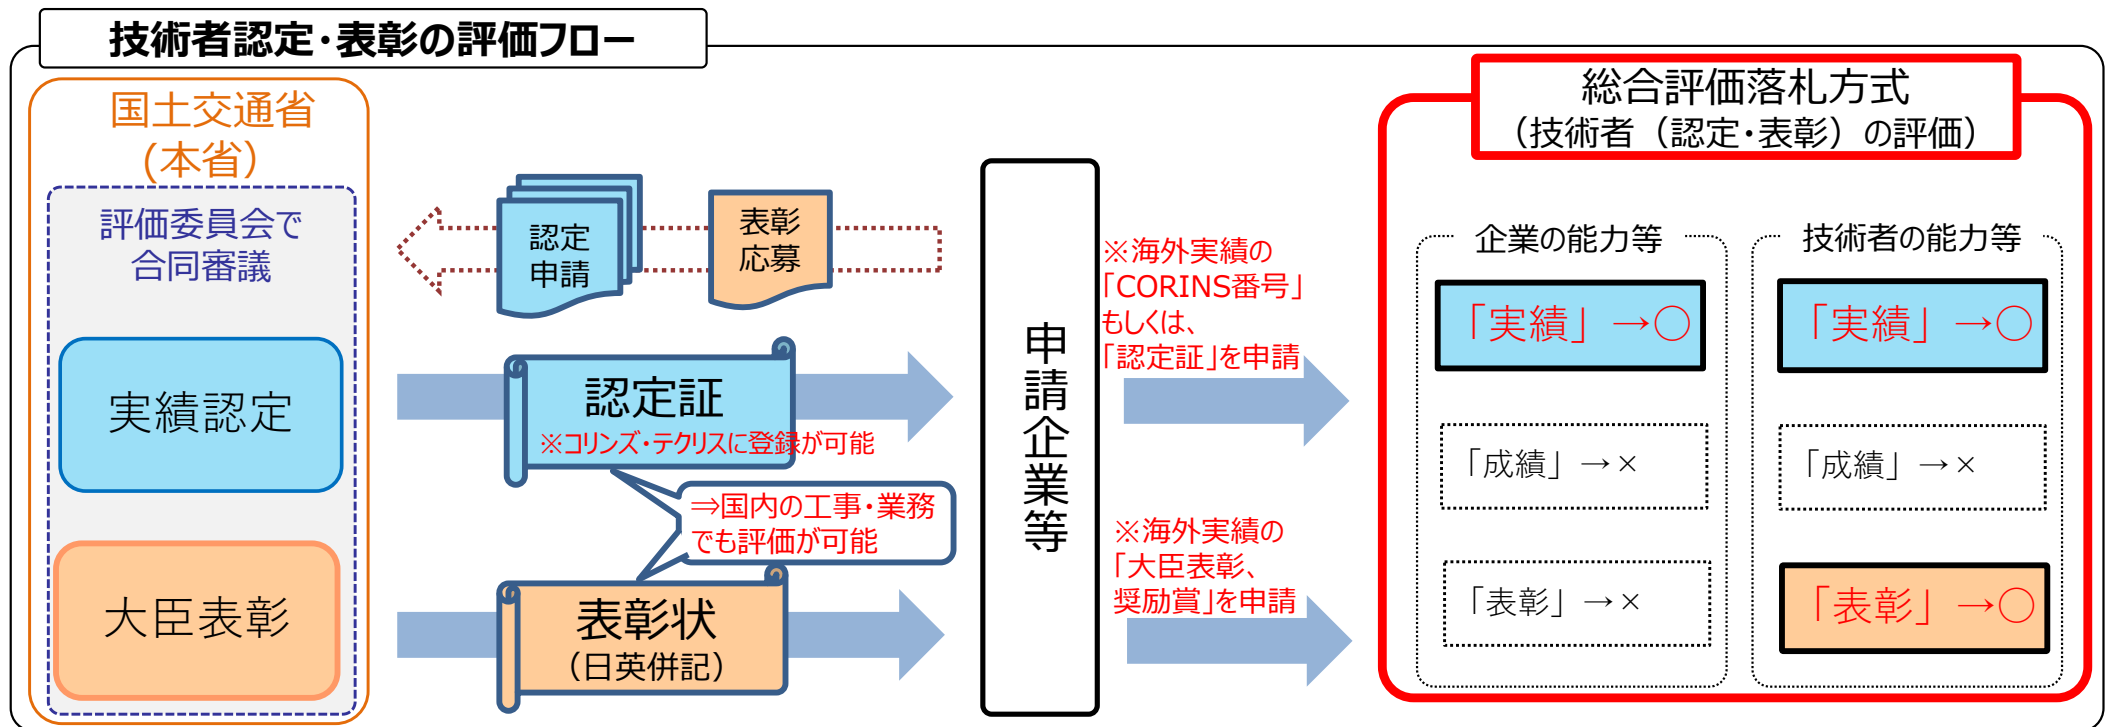 技術者認定・表彰の評価フロー
国土交通省
(本省)
評価委員会で
合同審議
実績認定
大臣表彰
認定
申請
表彰
応募
認定証
※コリンズ・テクリスに登録が可能
⇒国内の工事・業務
でも評価が可能
表彰状
（日英併記）
申請企業等
※海外実績の
「CORINS番号」
もしくは、
「認定証」を申請
※海外実績の
「大臣表彰、
奨励賞」を申請
総合評価落札方式
（技術者（認定・表彰）の評価）
企業の能力等
「実績」→○
「成績」→×
「表彰」→×
技術者の能力等
「実績」→○
「成績」→×
「表彰」→○